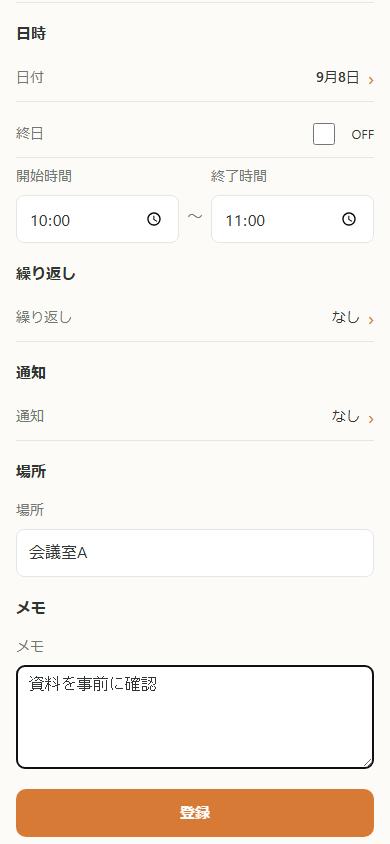 日時
日付 9月8日 ›
終日 OFF
開始時間 終了時間
10:00 〜 11:00
繰り返し
繰り返し なし ›
通知
通知 なし ›
場所
場所
会議室A
メモ
メモ
資料を事前に確認
登録